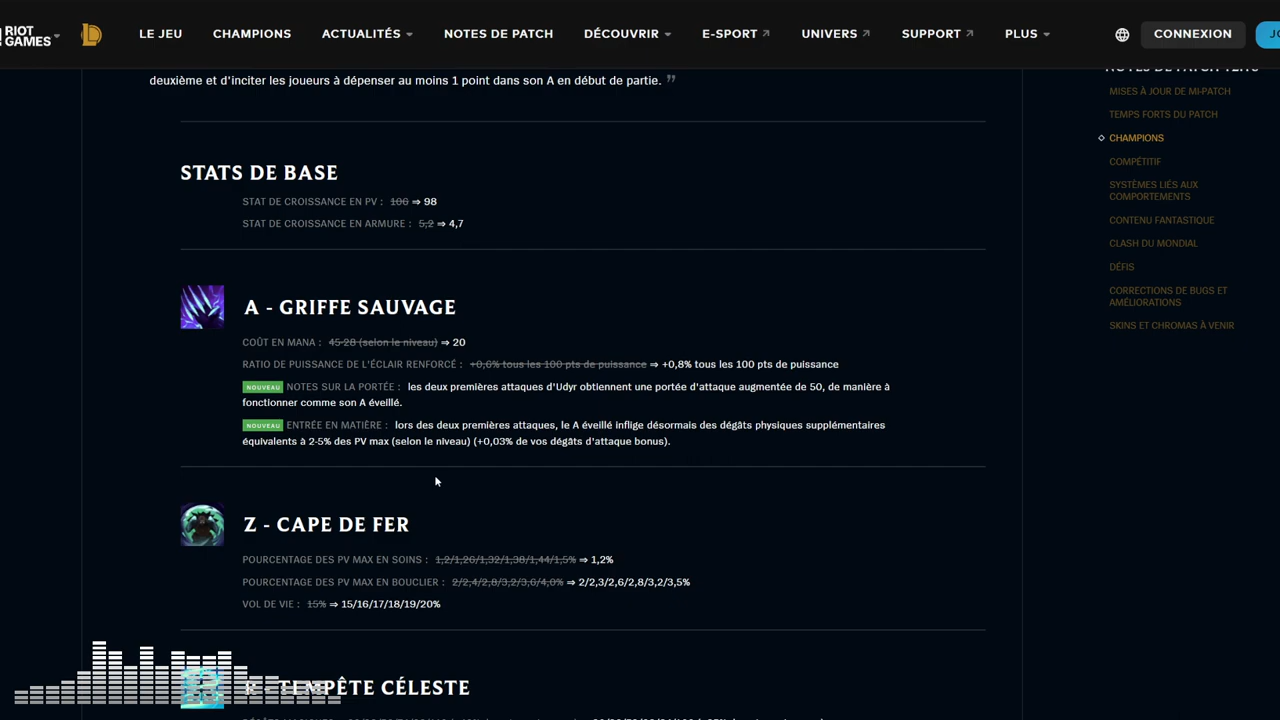 RIOT GAMES LE JEU CHAMPIONS ACTUALITÉS NOTES DE PATCH DÉCOUVRIR E-SPORT UNIVERS SUPPORT PLUS CONNEXION
deuxième et d'inciter les joueurs à dépenser au moins 1 point dans son A en début de partie. ”
STATS DE BASE
STAT DE CROISSANCE EN PV : 100 ⇒ 98
STAT DE CROISSANCE EN ARMURE : 5,2 ⇒ 4,7
A - GRIFFE SAUVAGE
COÛT EN MANA : 45-28 (selon le niveau) ⇒ 20
RATIO DE PUISSANCE DE L'ÉCLAIR RENFORCÉ : +0,6% tous les 100 pts de puissance ⇒ +0,8% tous les 100 pts de puissance
NOUVEAU NOTES SUR LA PORTÉE : les deux premières attaques d'Udyr obtiennent une portée d'attaque augmentée de 50, de manière à
fonctionner comme son A éveillé.
NOUVEAU ENTRÉE EN MATIÈRE : lors des deux premières attaques, le A éveillé inflige désormais des dégâts physiques supplémentaires
équivalents à 2-5% des PV max (selon le niveau) (+0,03% de vos dégâts d'attaque bonus).
Z - CAPE DE FER
POURCENTAGE DES PV MAX EN SOINS : 1,2/1,26/1,32/1,38/1,44/1,5% ⇒ 1,2%
POURCENTAGE DES PV MAX EN BOUCLIER : 2/2,4/2,8/3,2/3,6/4,0% ⇒ 2/2,3/2,6/2,8/3,2/3,5%
VOL DE VIE : 15% ⇒ 15/16/17/18/19/20%
R - TEMPÊTE CÉLESTE
MISES À JOUR DE MI-PATCH
TEMPS FORTS DU PATCH
CHAMPIONS
COMPÉTITIF
SYSTÈMES LIÉS AUX
COMPORTEMENTS
CONTENU FANTASTIQUE
CLASH DU MONDIAL
DÉFIS
CORRECTIONS DE BUGS ET
AMÉLIORATIONS
SKINS ET CHROMAS À VENIR